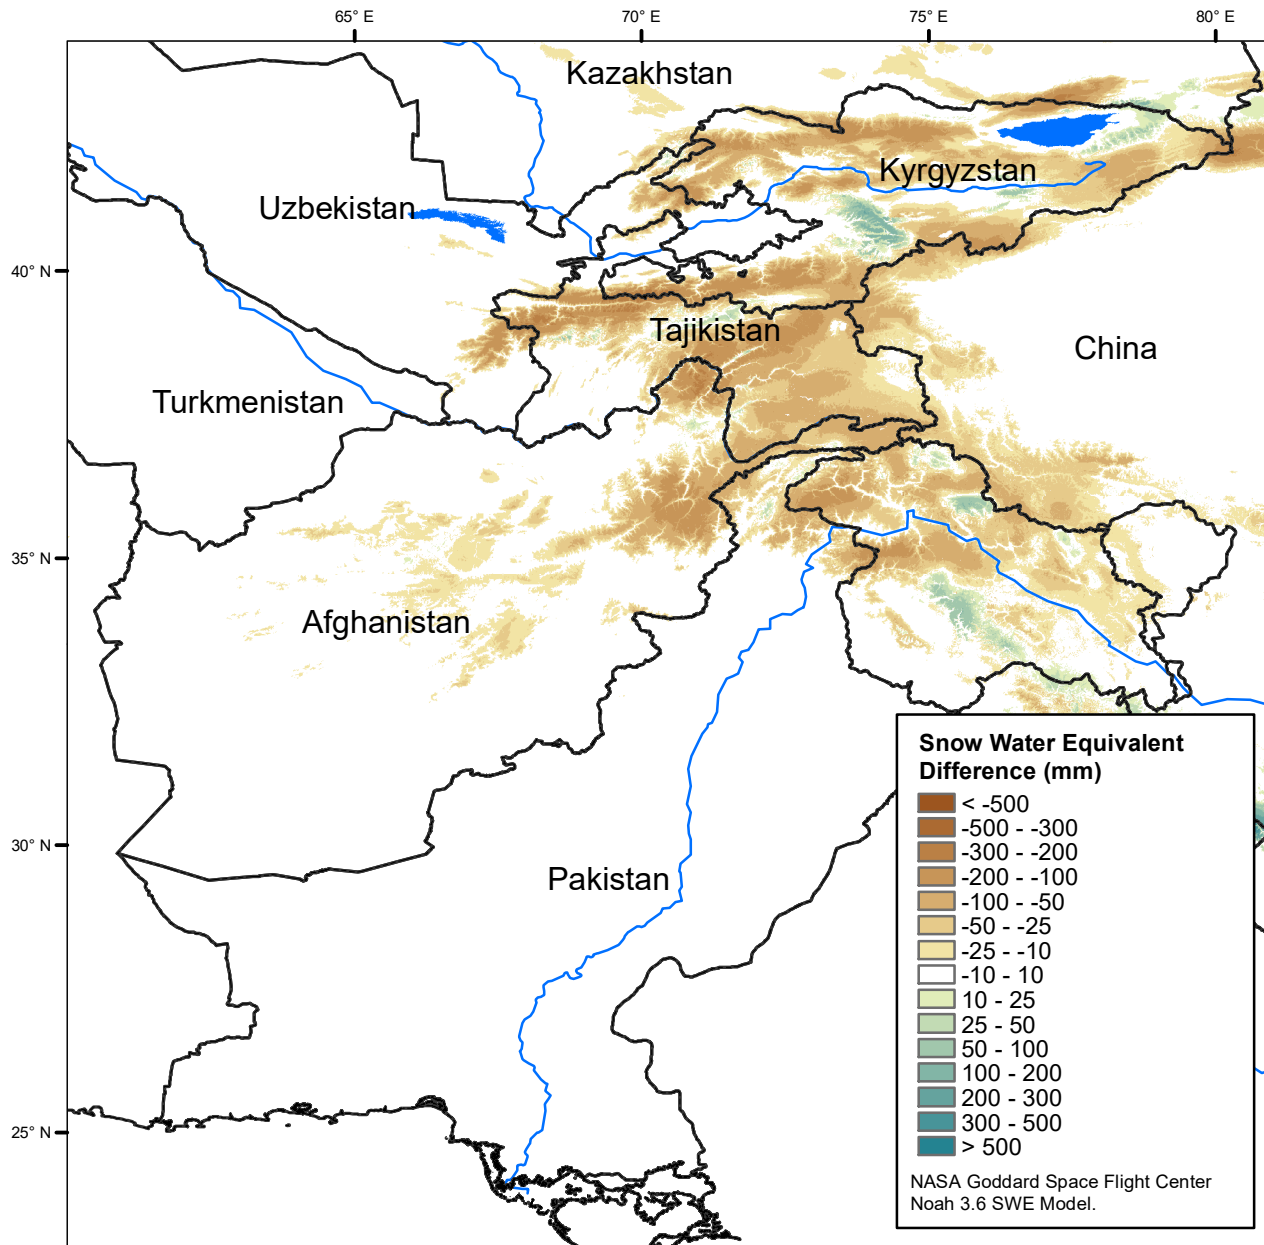 65° E 70° E 75° E 80° E
Kazakhstan
Kyrgyzstan
Uzbekistan
40° N
Tajikistan
China
Turkmenistan
35° N
Afghanistan
Snow Water Equivalent
Difference (mm)
< -500
-500 - -300
-300 - -200
-200 - -100
-100 - -50
-50 - -25
-25 - -10
-10 - 10
10 - 25
25 - 50
50 - 100
100 - 200
200 - 300
300 - 500
> 500
30° N
Pakistan
25° N
NASA Goddard Space Flight Center
Noah 3.6 SWE Model.